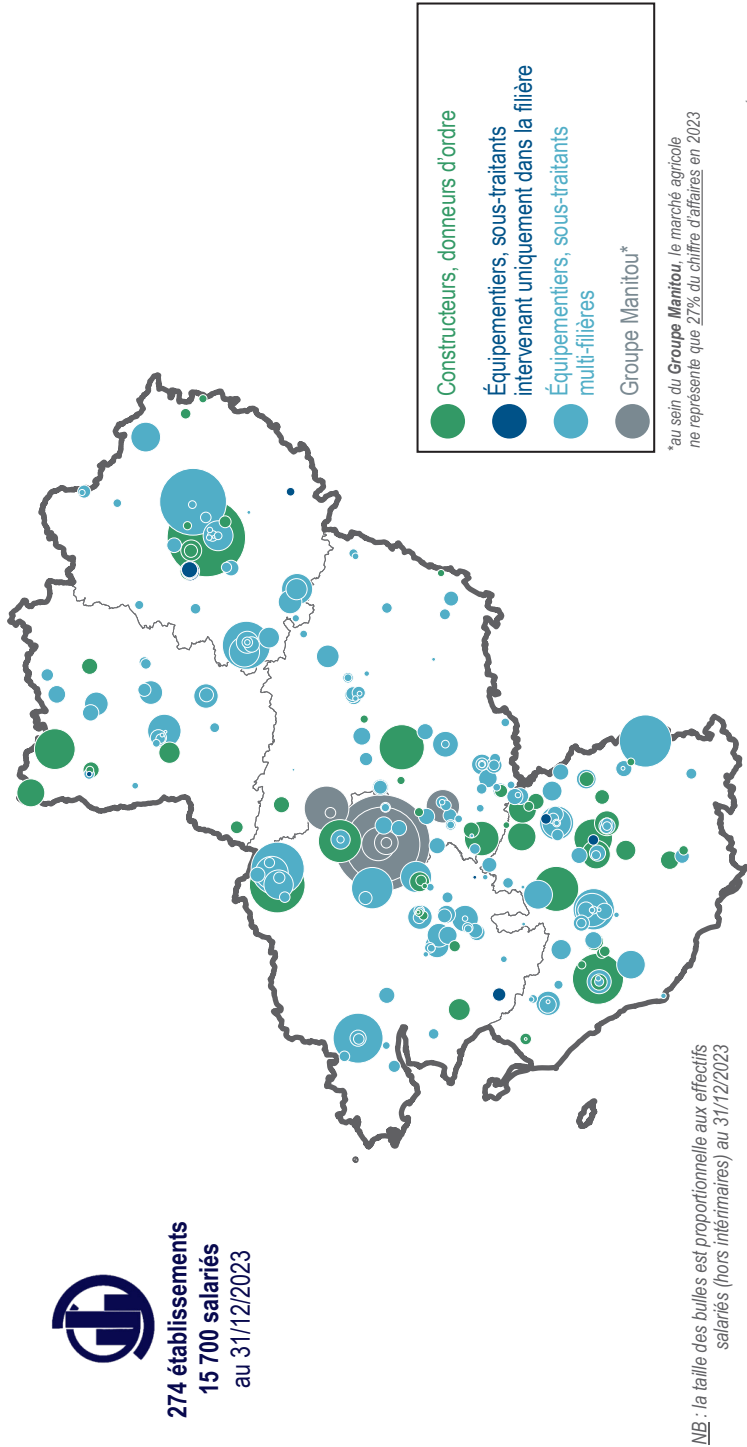 274 établissements
15 700 salariés
au 31/12/2023
Constructeurs, donneurs d'ordre
Équipementiers, sous-traitants
intervenant uniquement dans la filière
Équipementiers, sous-traitants
multi-filières
Groupe Manitou*
*au sein du Groupe Manitou, le marché agricole
ne représente que 27% du chiffre d'affaires en 2023
NB : la taille des bulles est proportionnelle aux effectifs
salariés (hors intérimaires) au 31/12/2023